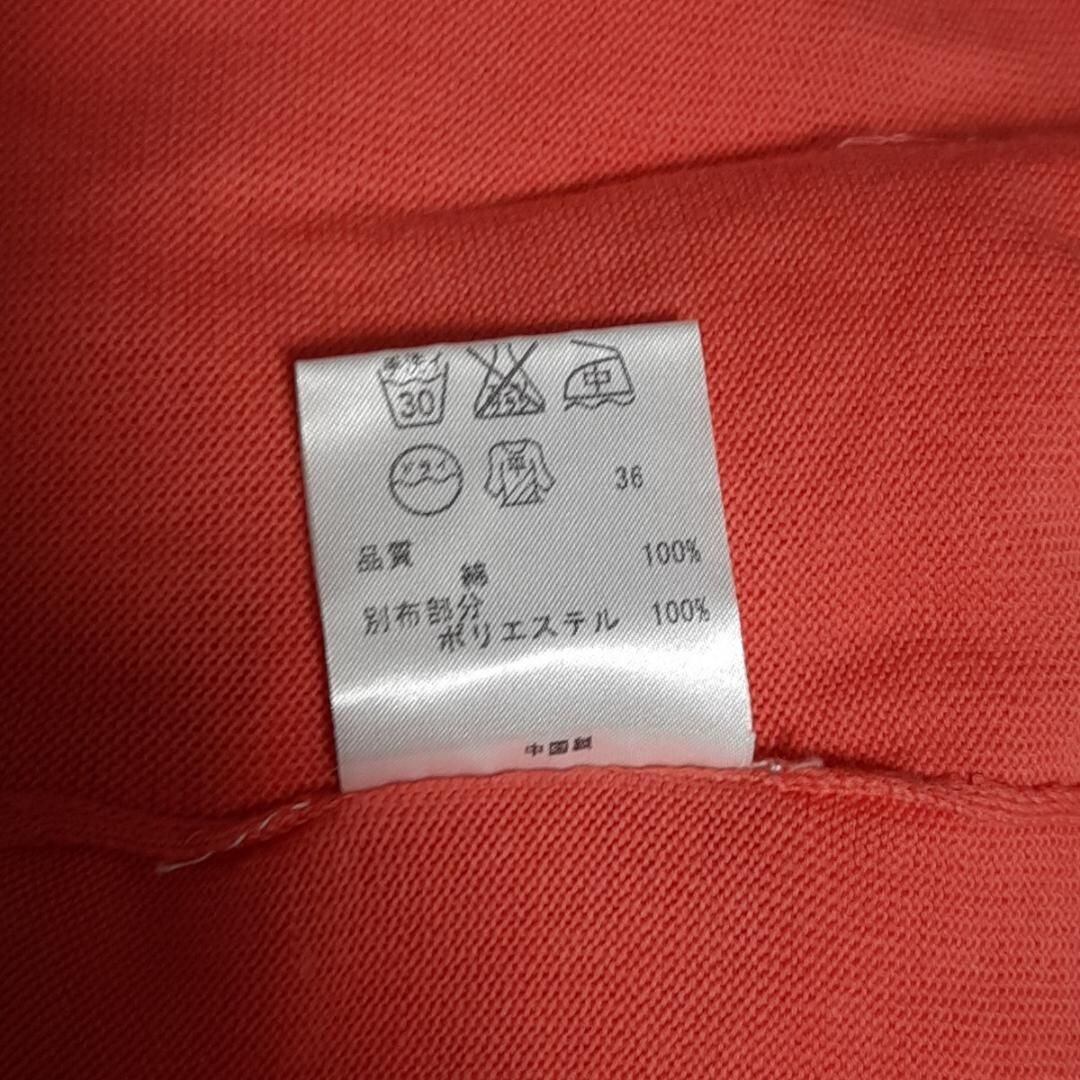 手洗イ 30 中
ドライ 平 36
品質
綿 100%
別布部分
ポリエステル 100%
中国製